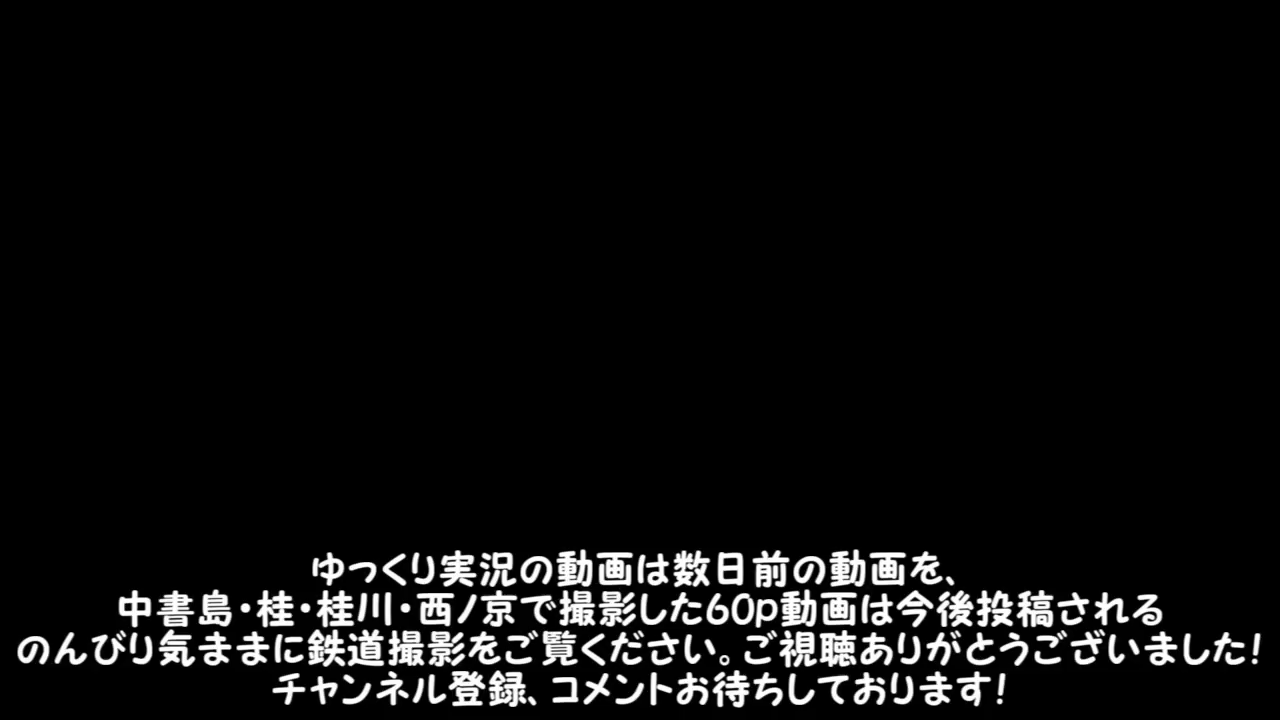 ゆっくり実況の動画は数日前の動画を、
中書島・桂・桂川・西ノ京で撮影した60p動画は今後投稿される
のんびり気ままに鉄道撮影をご覧ください。ご視聴ありがとうございました!
チャンネル登録、コメントお待ちしております!